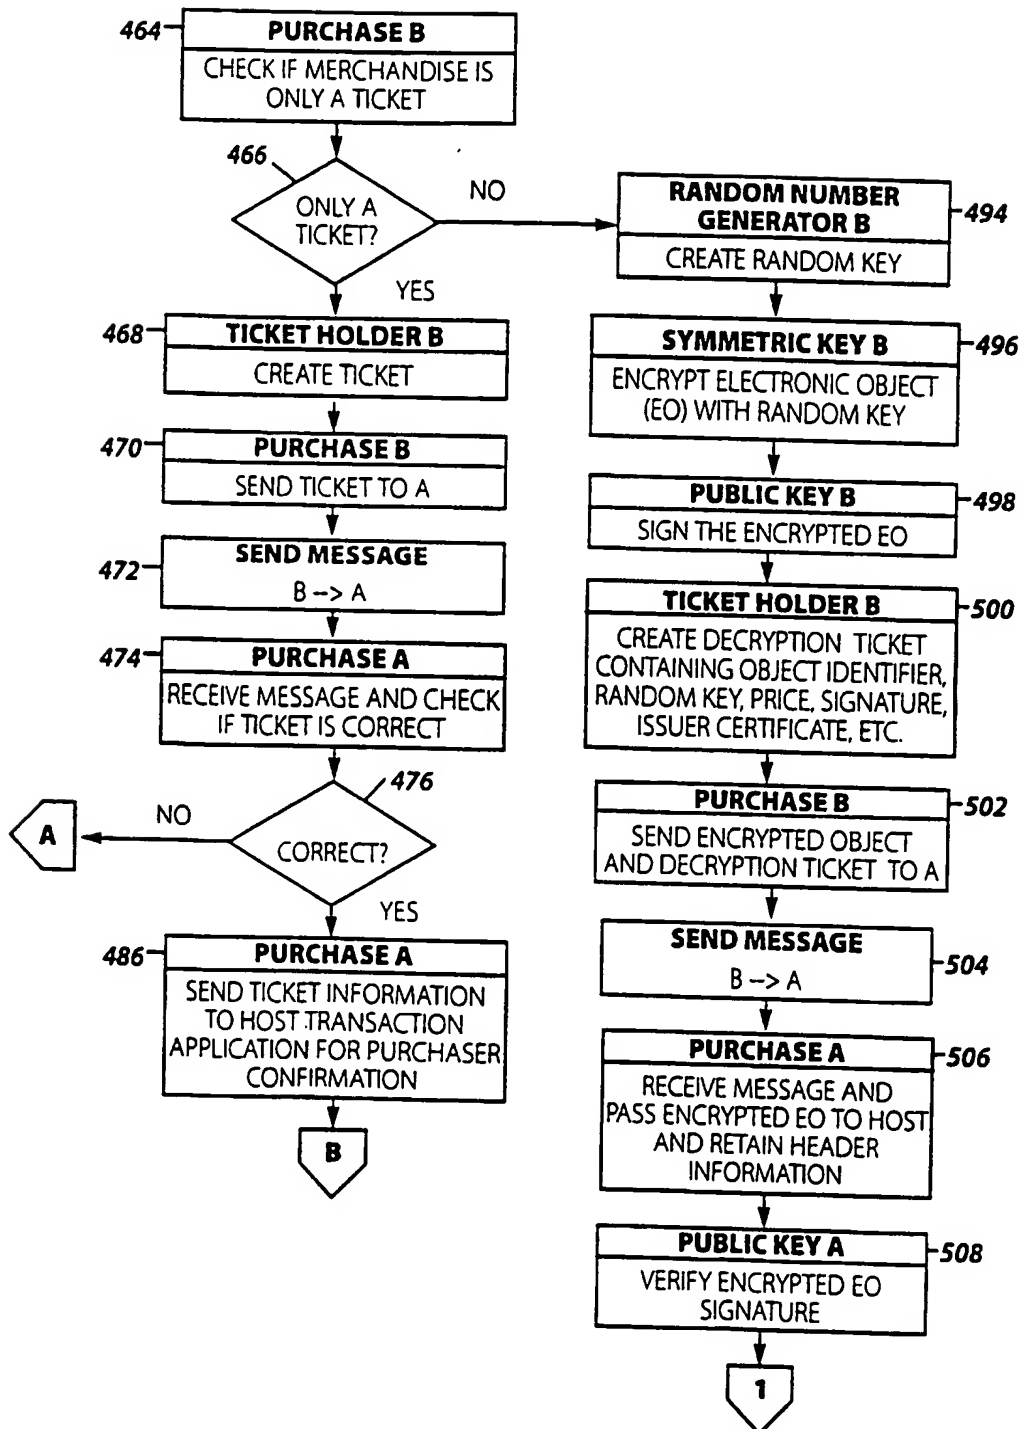 464
PURCHASE B
CHECK IF MERCHANDISE IS
ONLY A TICKET
466
ONLY A
TICKET?
NO
YES
468
TICKET HOLDER B
CREATE TICKET
470
PURCHASE B
SEND TICKET TO A
472
SEND MESSAGE
B --> A
474
PURCHASE A
RECEIVE MESSAGE AND CHECK
IF TICKET IS CORRECT
476
CORRECT?
NO
A
YES
486
PURCHASE A
SEND TICKET INFORMATION
TO HOST TRANSACTION
APPLICATION FOR PURCHASER
CONFIRMATION
B
RANDOM NUMBER
GENERATOR B
494
CREATE RANDOM KEY
SYMMETRIC KEY B
496
ENCRYPT ELECTRONIC OBJECT
(EO) WITH RANDOM KEY
PUBLIC KEY B
498
SIGN THE ENCRYPTED EO
TICKET HOLDER B
500
CREATE DECRYPTION TICKET
CONTAINING OBJECT IDENTIFIER,
RANDOM KEY, PRICE, SIGNATURE,
ISSUER CERTIFICATE, ETC.
PURCHASE B
502
SEND ENCRYPTED OBJECT
AND DECRYPTION TICKET TO A
SEND MESSAGE
504
B --> A
PURCHASE A
506
RECEIVE MESSAGE AND
PASS ENCRYPTED EO TO HOST
AND RETAIN HEADER
INFORMATION
PUBLIC KEY A
508
VERIFY ENCRYPTED EO
SIGNATURE
1